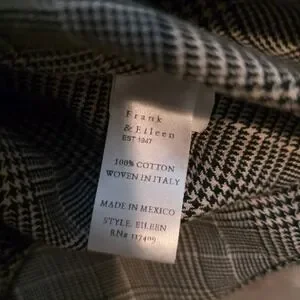 Frank
& Eileen
EST 1947
100% COTTON
WOVEN IN ITALY
MADE IN MEXICO
STYLE: EILEEN
RN# 117409